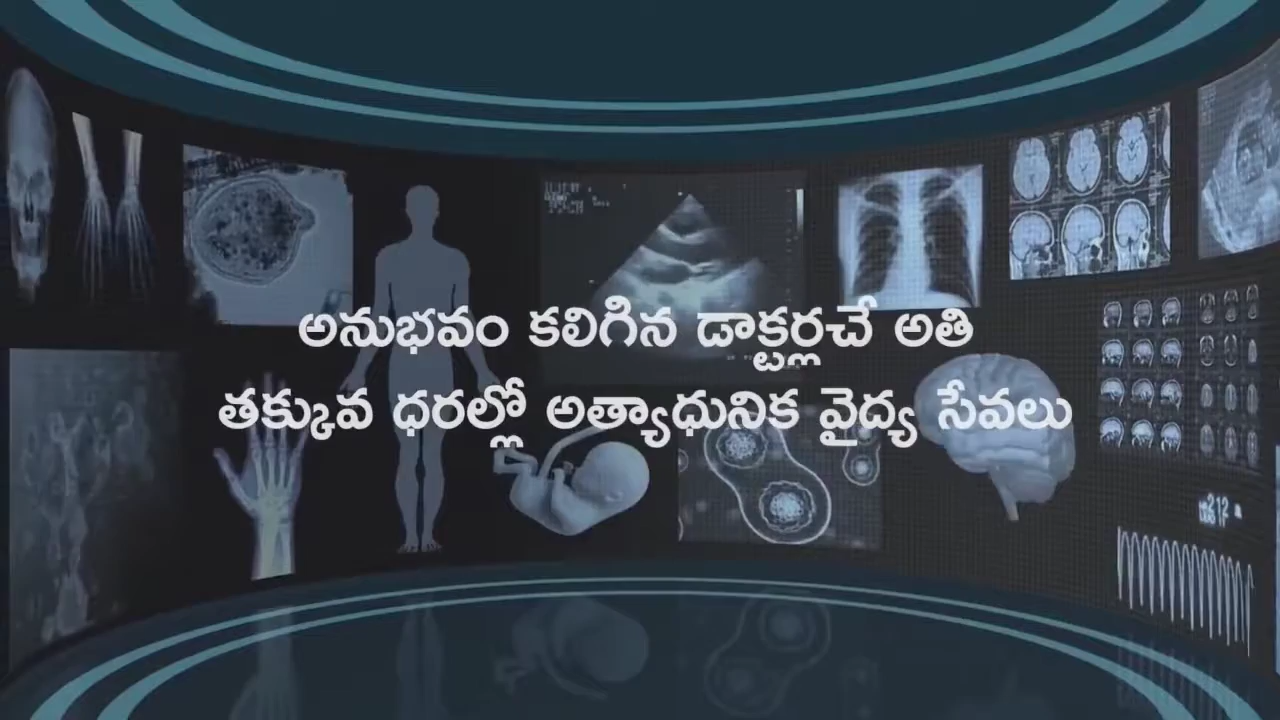 అనుభవం కలిగిన డాక్టర్లచే అతి
తక్కువ ధరల్లో అత్యాధునిక వైద్య సేవలు